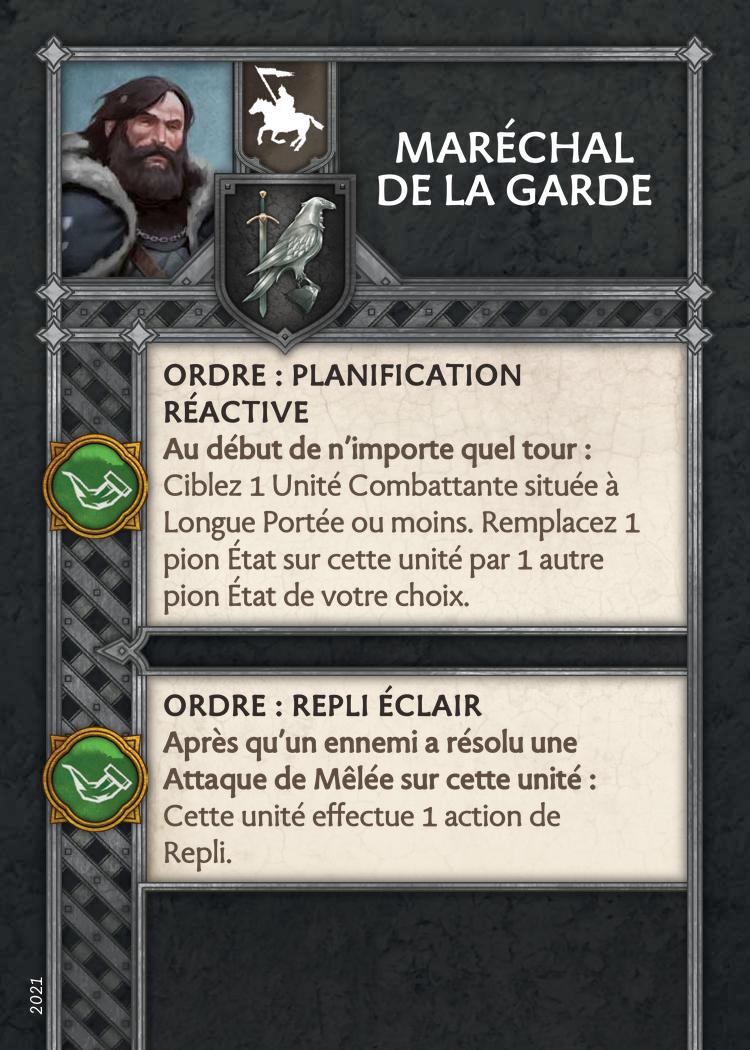 MARÉCHAL
DE LA GARDE
ORDRE : PLANIFICATION
RÉACTIVE
Au début de n’importe quel tour :
Ciblez 1 Unité Combattante située à
Longue Portée ou moins. Remplacez 1
pion État sur cette unité par 1 autre
pion État de votre choix.
ORDRE : REPLI ÉCLAIR
Après qu’un ennemi a résolu une
Attaque de Mêlée sur cette unité :
Cette unité effectue 1 action de
Repli.
2021